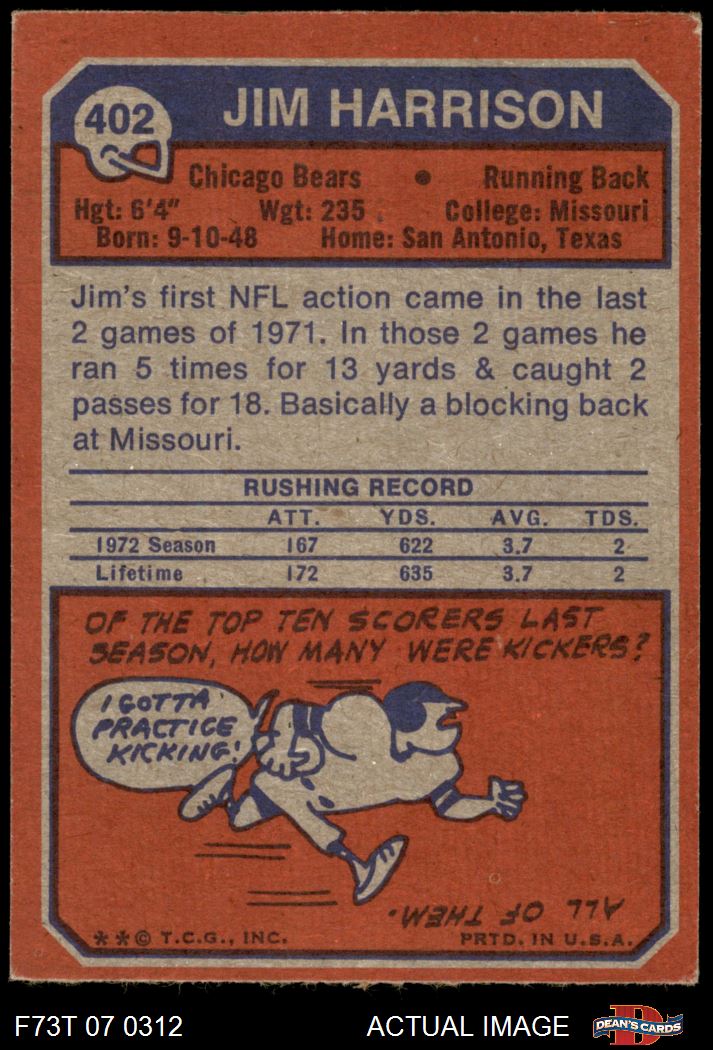 402
JIM HARRISON
Chicago Bears • Running Back
Hgt: 6'4" Wgt: 235 College: Missouri
Born: 9-10-48 Home: San Antonio, Texas
Jim's first NFL action came in the last
2 games of 1971. In those 2 games he
ran 5 times for 13 yards & caught 2
passes for 18. Basically a blocking back
at Missouri.
RUSHING RECORD
ATT. YDS. AVG. TDS.
1972 Season 167 622 3.7 2
Lifetime 172 635 3.7 2
OF THE TOP TEN SCORERS LAST
SEASON, HOW MANY WERE KICKERS?
I GOTTA
PRACTICE
KICKING!
ALL OF THEM.
**© T.C.G., INC. PRTD. IN U.S.A.
F73T 07 0312 ACTUAL IMAGE
D
DEAN'S CARDS